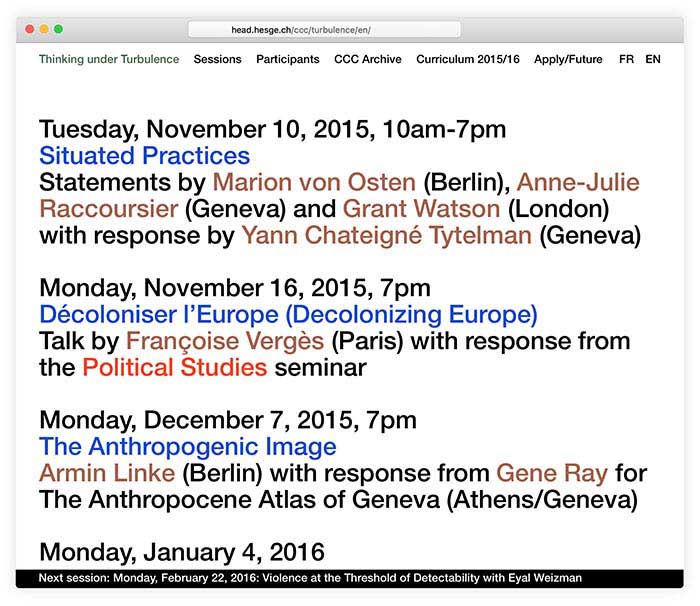 head.hesge.ch/ccc/turbulence/en/
Thinking under Turbulence Sessions Participants CCC Archive Curriculum 2015/16 Apply/Future FR EN
Tuesday, November 10, 2015, 10am-7pm
Situated Practices
Statements by Marion von Osten (Berlin), Anne-Julie
Raccoursier (Geneva) and Grant Watson (London)
with response by Yann Chateigné Tytelman (Geneva)
Monday, November 16, 2015, 7pm
Décoloniser l’Europe (Decolonizing Europe)
Talk by Françoise Vergès (Paris) with response from
the Political Studies seminar
Monday, December 7, 2015, 7pm
The Anthropogenic Image
Armin Linke (Berlin) with response from Gene Ray for
The Anthropocene Atlas of Geneva (Athens/Geneva)
Monday, January 4, 2016
Next session: Monday, February 22, 2016: Violence at the Threshold of Detectability with Eyal Weizman